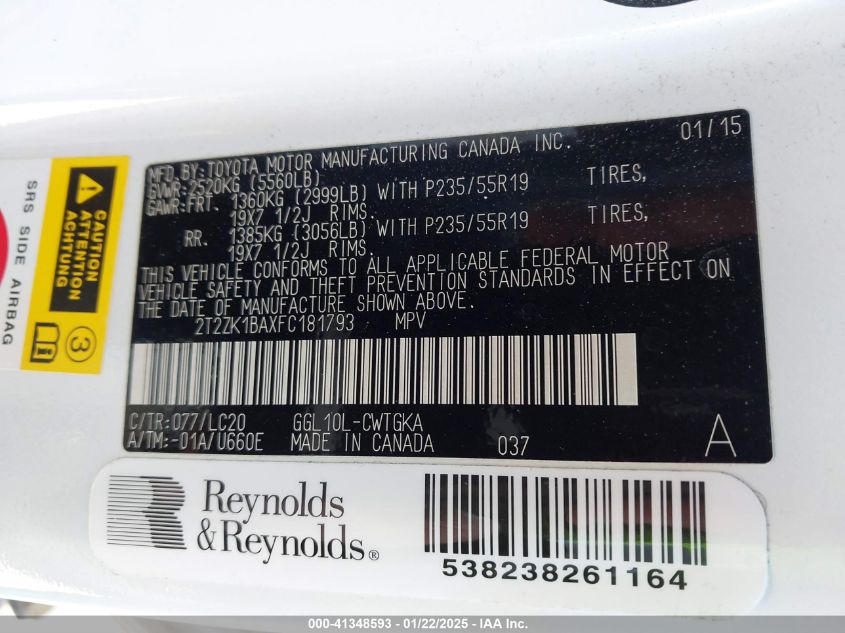 MFD. BY: TOYOTA MOTOR MANUFACTURING CANADA INC. 01/15
GVWR: 2520KG (5560LB)
GAWR: FRT. 1360KG (2999LB) WITH P235/55R19 TIRES,
19X7 1/2J RIMS.
RR. 1385KG (3056LB) WITH P235/55R19 TIRES,
19X7 1/2J RIMS.
THIS VEHICLE CONFORMS TO ALL APPLICABLE FEDERAL MOTOR
VEHICLE SAFETY AND THEFT PREVENTION STANDARDS IN EFFECT ON
THE DATE OF MANUFACTURE SHOWN ABOVE.
2T2ZK1BAXFC181793 MPV
C/TR: 077/LC20 GGL10L-CWTGKA
A/TM: -01A/U660E MADE IN CANADA 037 A
SRS SIDE AIRBAG
CAUTION
ATTENTION
ACHTUNG
3
Reynolds
& Reynolds®
538238261164
000-41348593 - 01/22/2025 - IAA Inc.